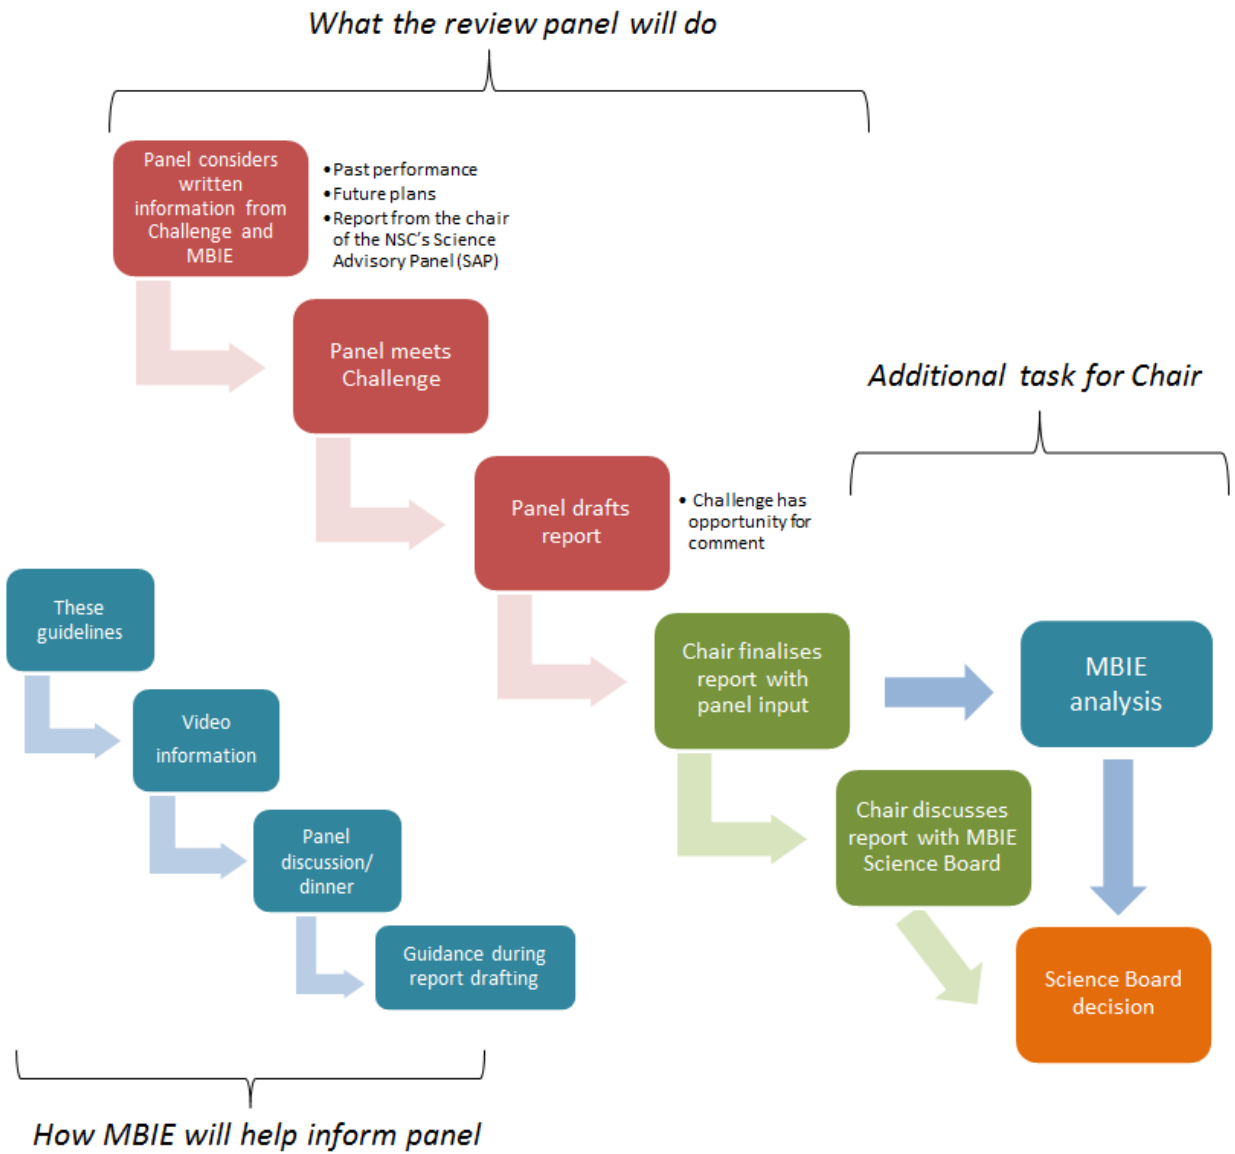 What the review panel will do
Panel considers
written
information from
Challenge and
MBIE
•Past performance
•Future plans
•Report from the chair
of the NSC's Science
Advisory Panel (SAP)
Panel meets
Challenge
Additional task for Chair
Panel drafts
report
• Challenge has
opportunity for
comment
These
guidelines
Video
information
Panel
discussion/
dinner
Guidance during
report drafting
Chair finalises
report with
panel input
MBIE
analysis
Chair discusses
report with MBIE
Science Board
Science Board
decision
How MBIE will help inform panel